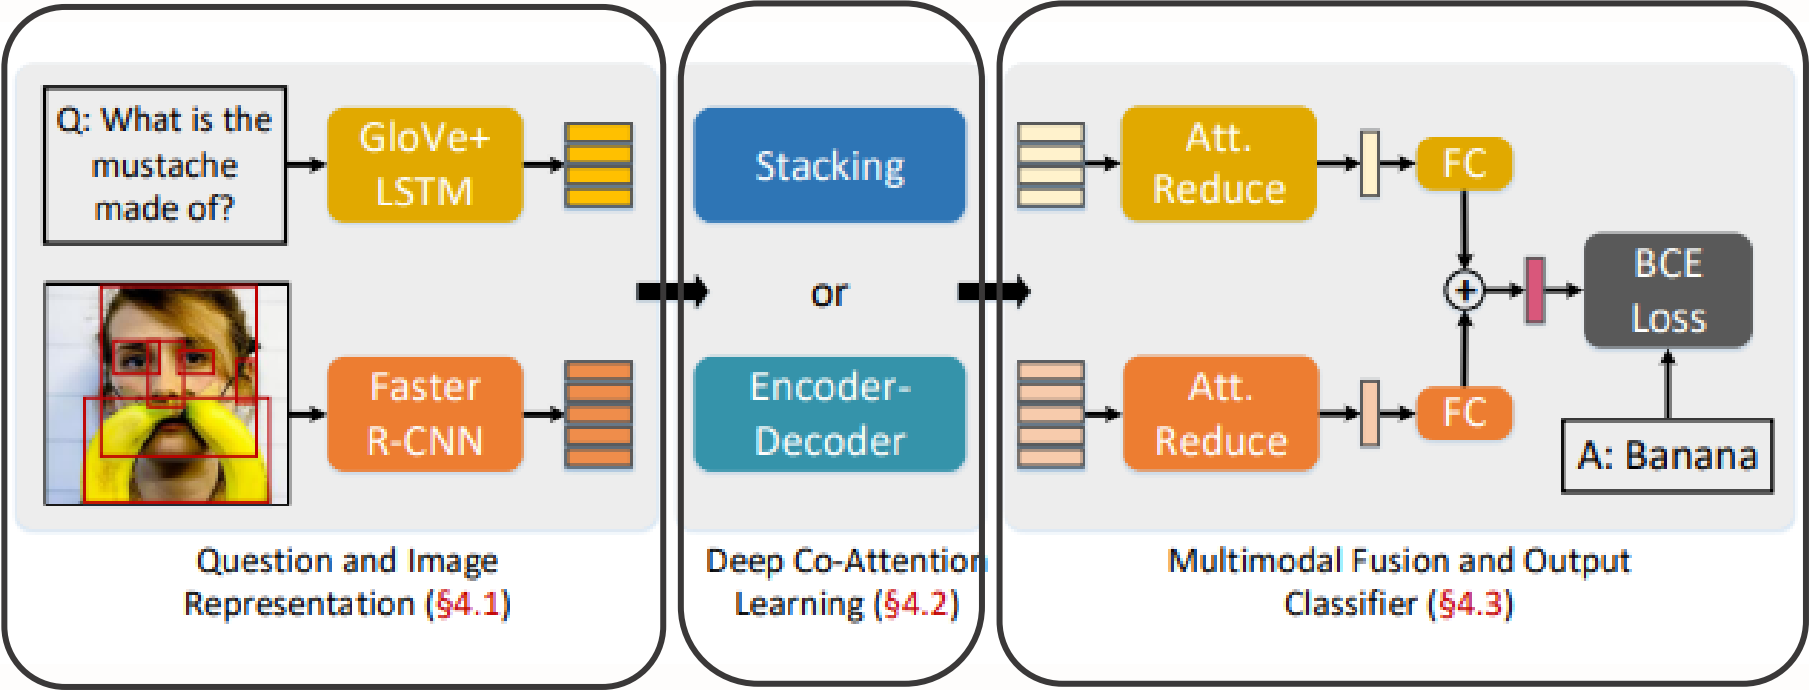 Q: What is the
mustache
made of?
GloVe+
LSTM
Faster
R-CNN
Question and Image
Representation (§4.1)
Stacking
or
Encoder-
Decoder
Deep Co-Attention
Learning (§4.2)
Att.
Reduce
FC
+
BCE
Loss
Att.
Reduce
FC
A: Banana
Multimodal Fusion and Output
Classifier (§4.3)